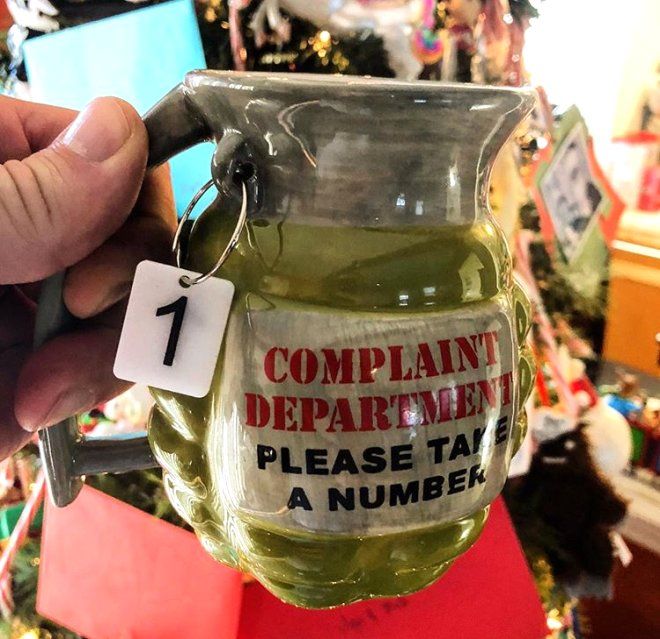 1
COMPLAINT
DEPARTMENT
PLEASE TAKE
A NUMBER